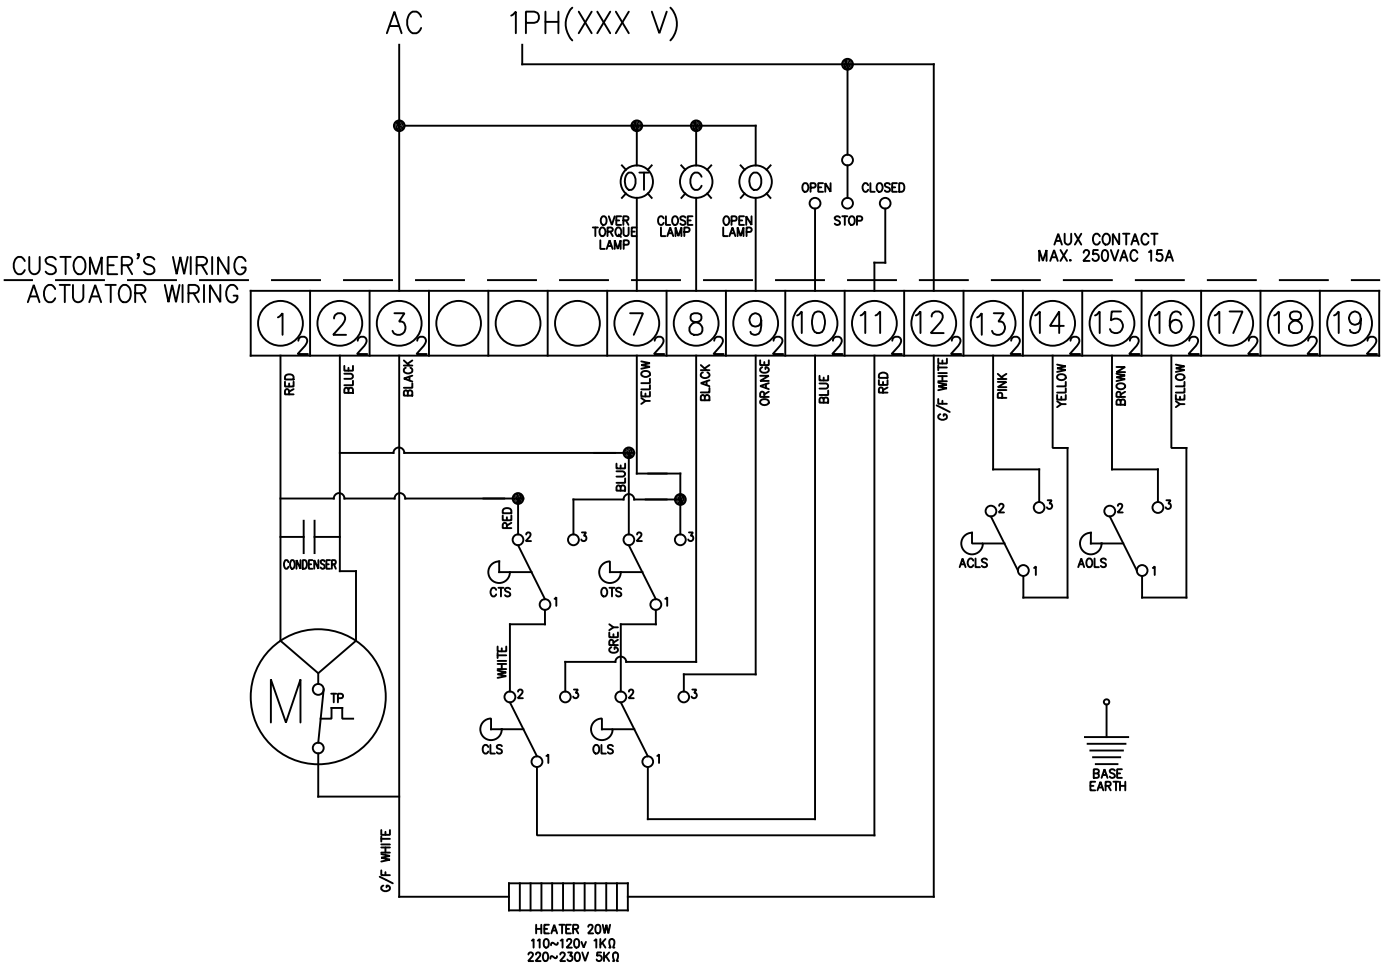 AC 1PH(XXX V)
OT C O
OPEN CLOSED
STOP
OVER
TORQUE
LAMP
CLOSE
LAMP
OPEN
LAMP
AUX CONTACT
MAX. 250VAC 15A
CUSTOMER'S WIRING
ACTUATOR WIRING
1 2 3 7 8 9 10 11 12 13 14 15 16 17 18 19
2 2 2 2 2 2 2 2 2 2 2 2 2 2 2 2
RED
BLUE
BLACK
YELLOW
BLACK
ORANGE
BLUE
RED
G/F WHITE
PINK
YELLOW
BROWN
YELLOW
BLUE
RED
2 3 2 3
2 3 2 3
CONDENSER
CTS
OTS
ACLS
AOLS
1 1
1 1
WHITE
GREY
M
TP
2 3 2 3
CLS
OLS
1 1
BASE
EARTH
G/F WHITE
HEATER 20W
110~120v 1KΩ
220~230V 5KΩ